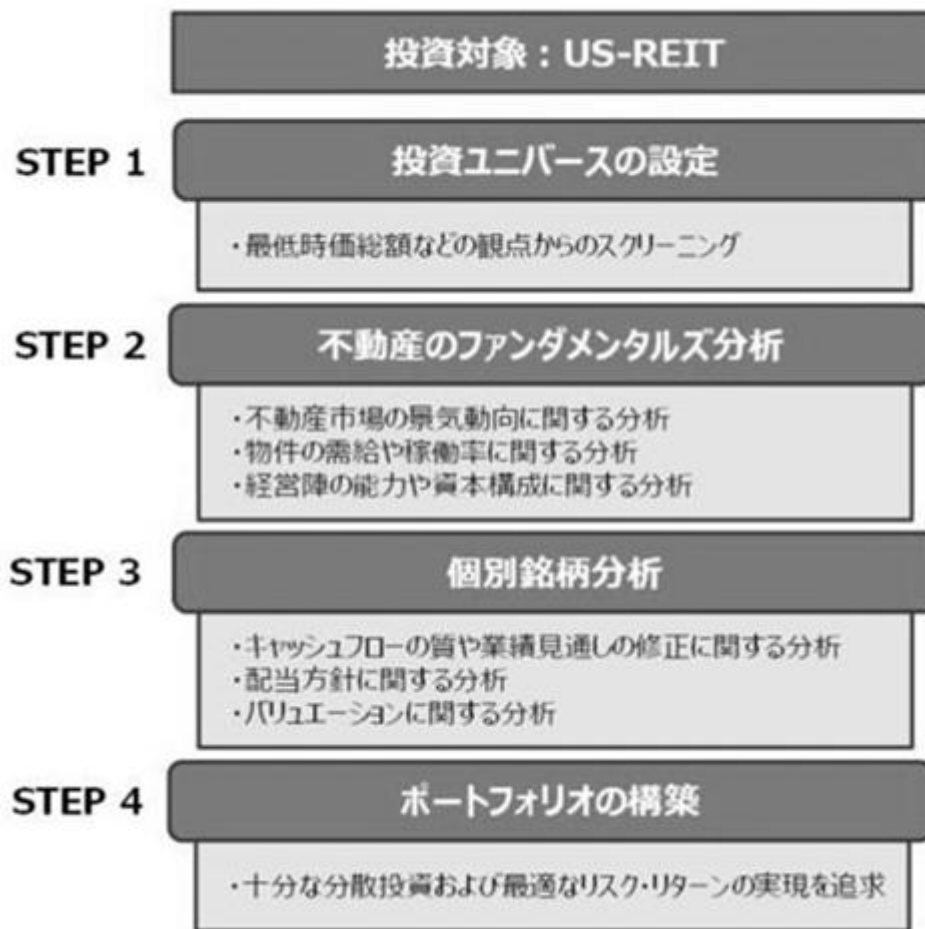 投資対象：US-REIT
STEP 1
投資ユニバースの設定
・最低時価総額などの観点からのスクリーニング
STEP 2
不動産のファンダメンタルズ分析
・不動産市場の景気動向に関する分析
・物件の需給や稼働率に関する分析
・経営陣の能力や資本構成に関する分析
STEP 3
個別銘柄分析
・キャッシュフローの質や業績見通しの修正に関する分析
・配当方針に関する分析
・バリュエーションに関する分析
STEP 4
ポートフォリオの構築
・十分な分散投資および最適なリスク・リターンの実現を追求